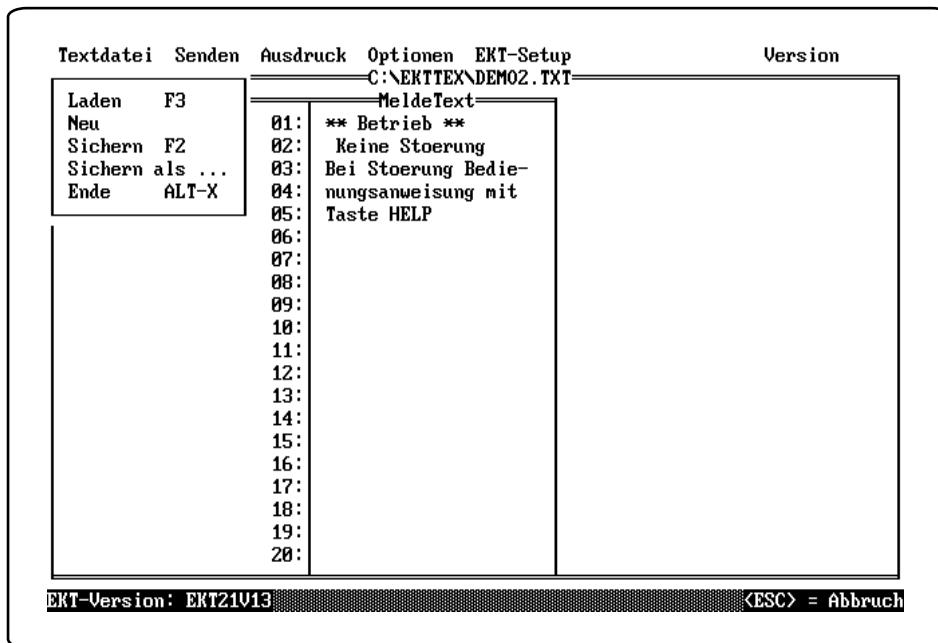 Textdatei Senden Ausdruck Optionen EKT-Setup Version
C:\EKTTEX\DEMO2.TXT
Laden F3
MeldeText
Neu
01: ** Betrieb **
Sichern F2
02: Keine Stoerung
Sichern als ...
03: Bei Stoerung Bedie-
Ende ALT-X
04: nungsanweisung mit
05: Taste HELP
06:
07:
08:
09:
10:
11:
12:
13:
14:
15:
16:
17:
18:
19:
20:
EKT-Version: EKT21V13 <ESC> = Abbruch